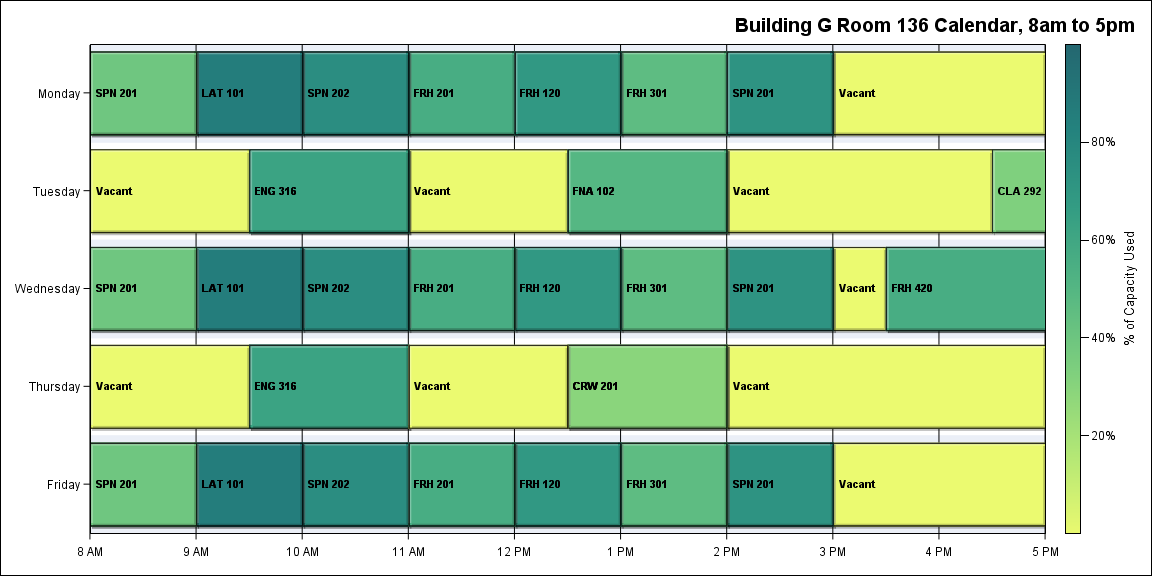 Building G Room 136 Calendar, 8am to 5pm
Monday
SPN 201
LAT 101
SPN 202
FRH 201
FRH 120
FRH 301
SPN 201
Vacant
Tuesday
Vacant
ENG 316
Vacant
FNA 102
Vacant
CLA 292
Wednesday
SPN 201
LAT 101
SPN 202
FRH 201
FRH 120
FRH 301
SPN 201
Vacant
FRH 420
Thursday
Vacant
ENG 316
Vacant
CRW 201
Vacant
Friday
SPN 201
LAT 101
SPN 202
FRH 201
FRH 120
FRH 301
SPN 201
Vacant
8 AM
9 AM
10 AM
11 AM
12 PM
1 PM
2 PM
3 PM
4 PM
5 PM
80%
60%
40%
20%
% of Capacity Used